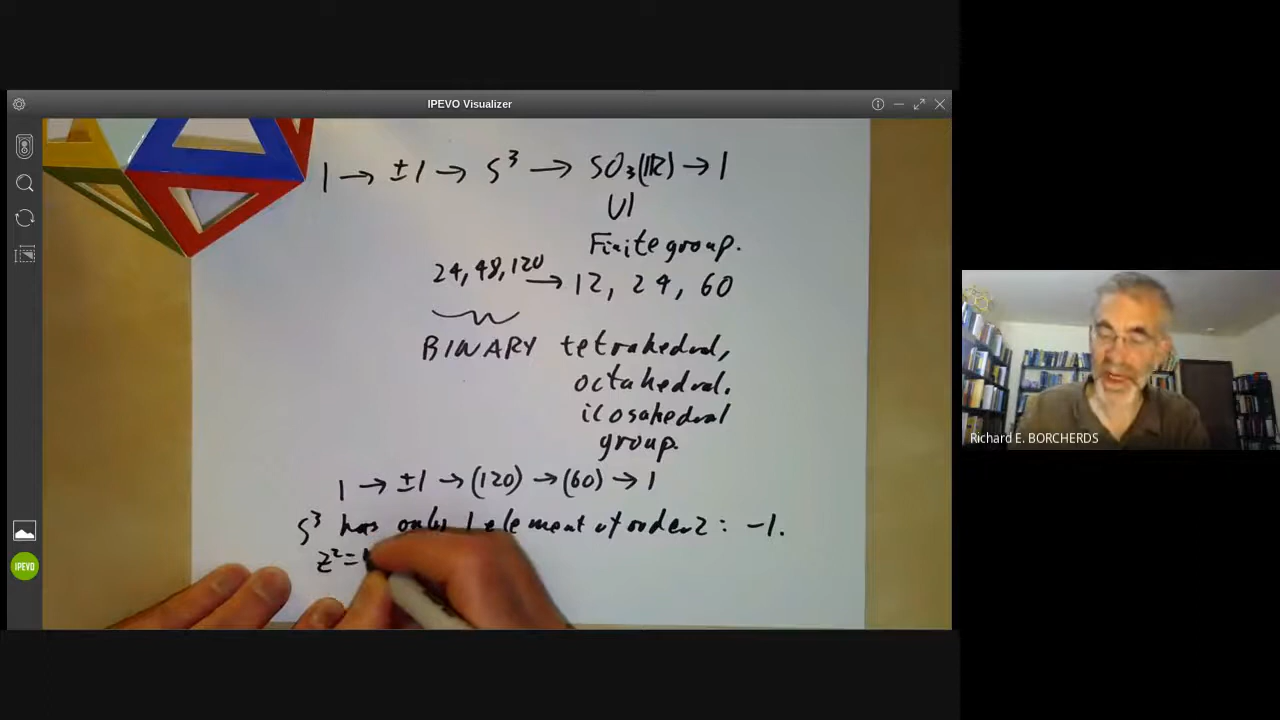 IPEVO Visualizer
1 → ±1 → S³ → SO₃(ℝ) → 1
U|
Finite group.
24, 48, 120 → 12, 24, 60
BINARY tetrahedral,
octahedral,
icosahedral
group.
1 → ±1 → (120) → (60) → 1
S³ has only 1 element of order 2: -1.
z² =
Richard E. BORCHERDS
IPEVO